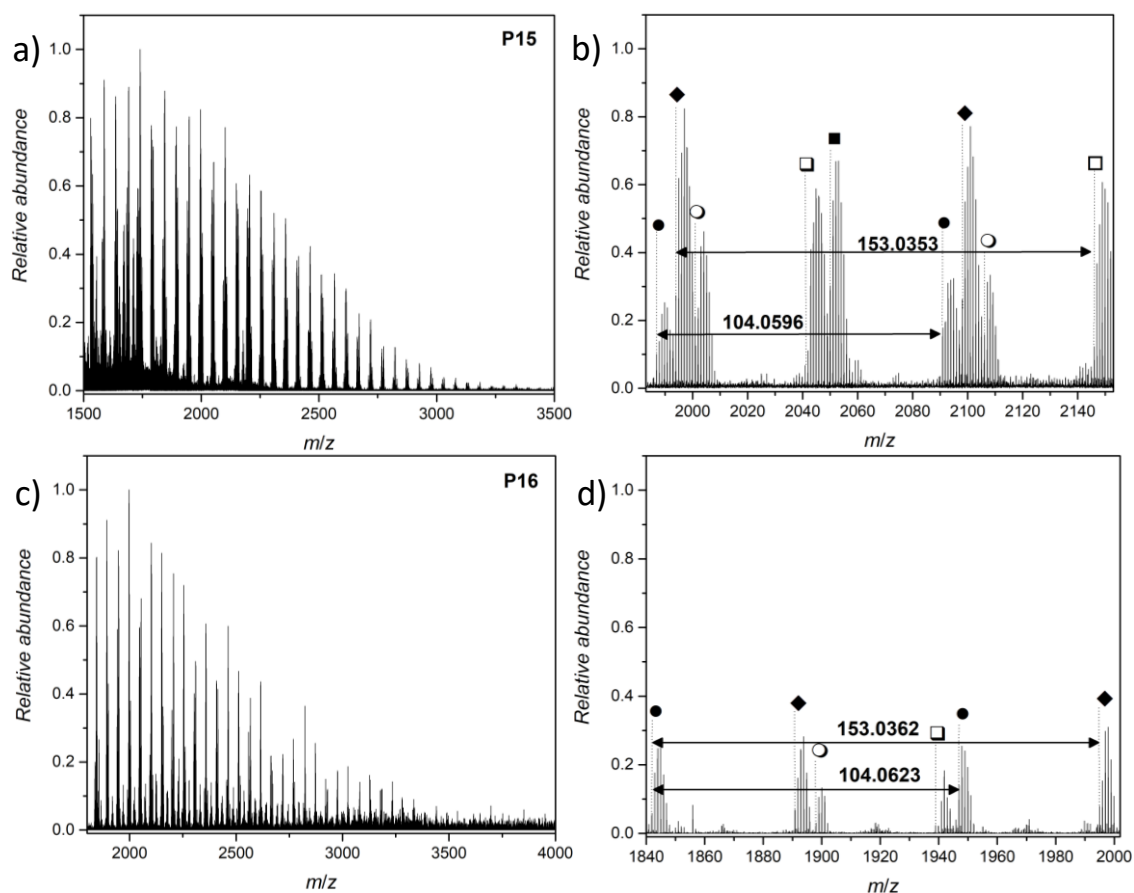 a)
P15
Relative abundance
1.0
0.8
0.6
0.4
0.2
0.0
1500 2000 2500 3000 3500
m/z
b)
Relative abundance
1.0
0.8
0.6
0.4
0.2
0.0
153.0353
104.0596
2000 2020 2040 2060 2080 2100 2120 2140
m/z
c)
P16
Relative abundance
1.0
0.8
0.6
0.4
0.2
0.0
2000 2500 3000 3500 4000
m/z
d)
Relative abundance
1.0
0.8
0.6
0.4
0.2
0.0
153.0362
104.0623
1840 1860 1880 1900 1920 1940 1960 1980 2000
m/z